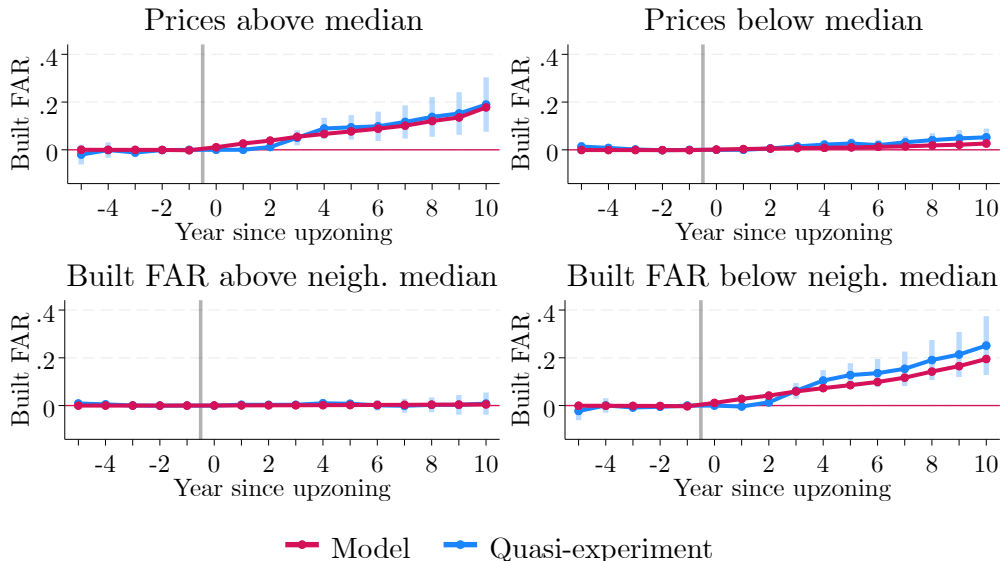 Prices above median
Built FAR
.4
.2
0
-4 -2 0 2 4 6 8 10
Year since upzoning
Prices below median
Built FAR
.4
.2
0
-4 -2 0 2 4 6 8 10
Year since upzoning
Built FAR above neigh. median
Built FAR
.4
.2
0
-4 -2 0 2 4 6 8 10
Year since upzoning
Built FAR below neigh. median
Built FAR
.4
.2
0
-4 -2 0 2 4 6 8 10
Year since upzoning
Model Quasi-experiment